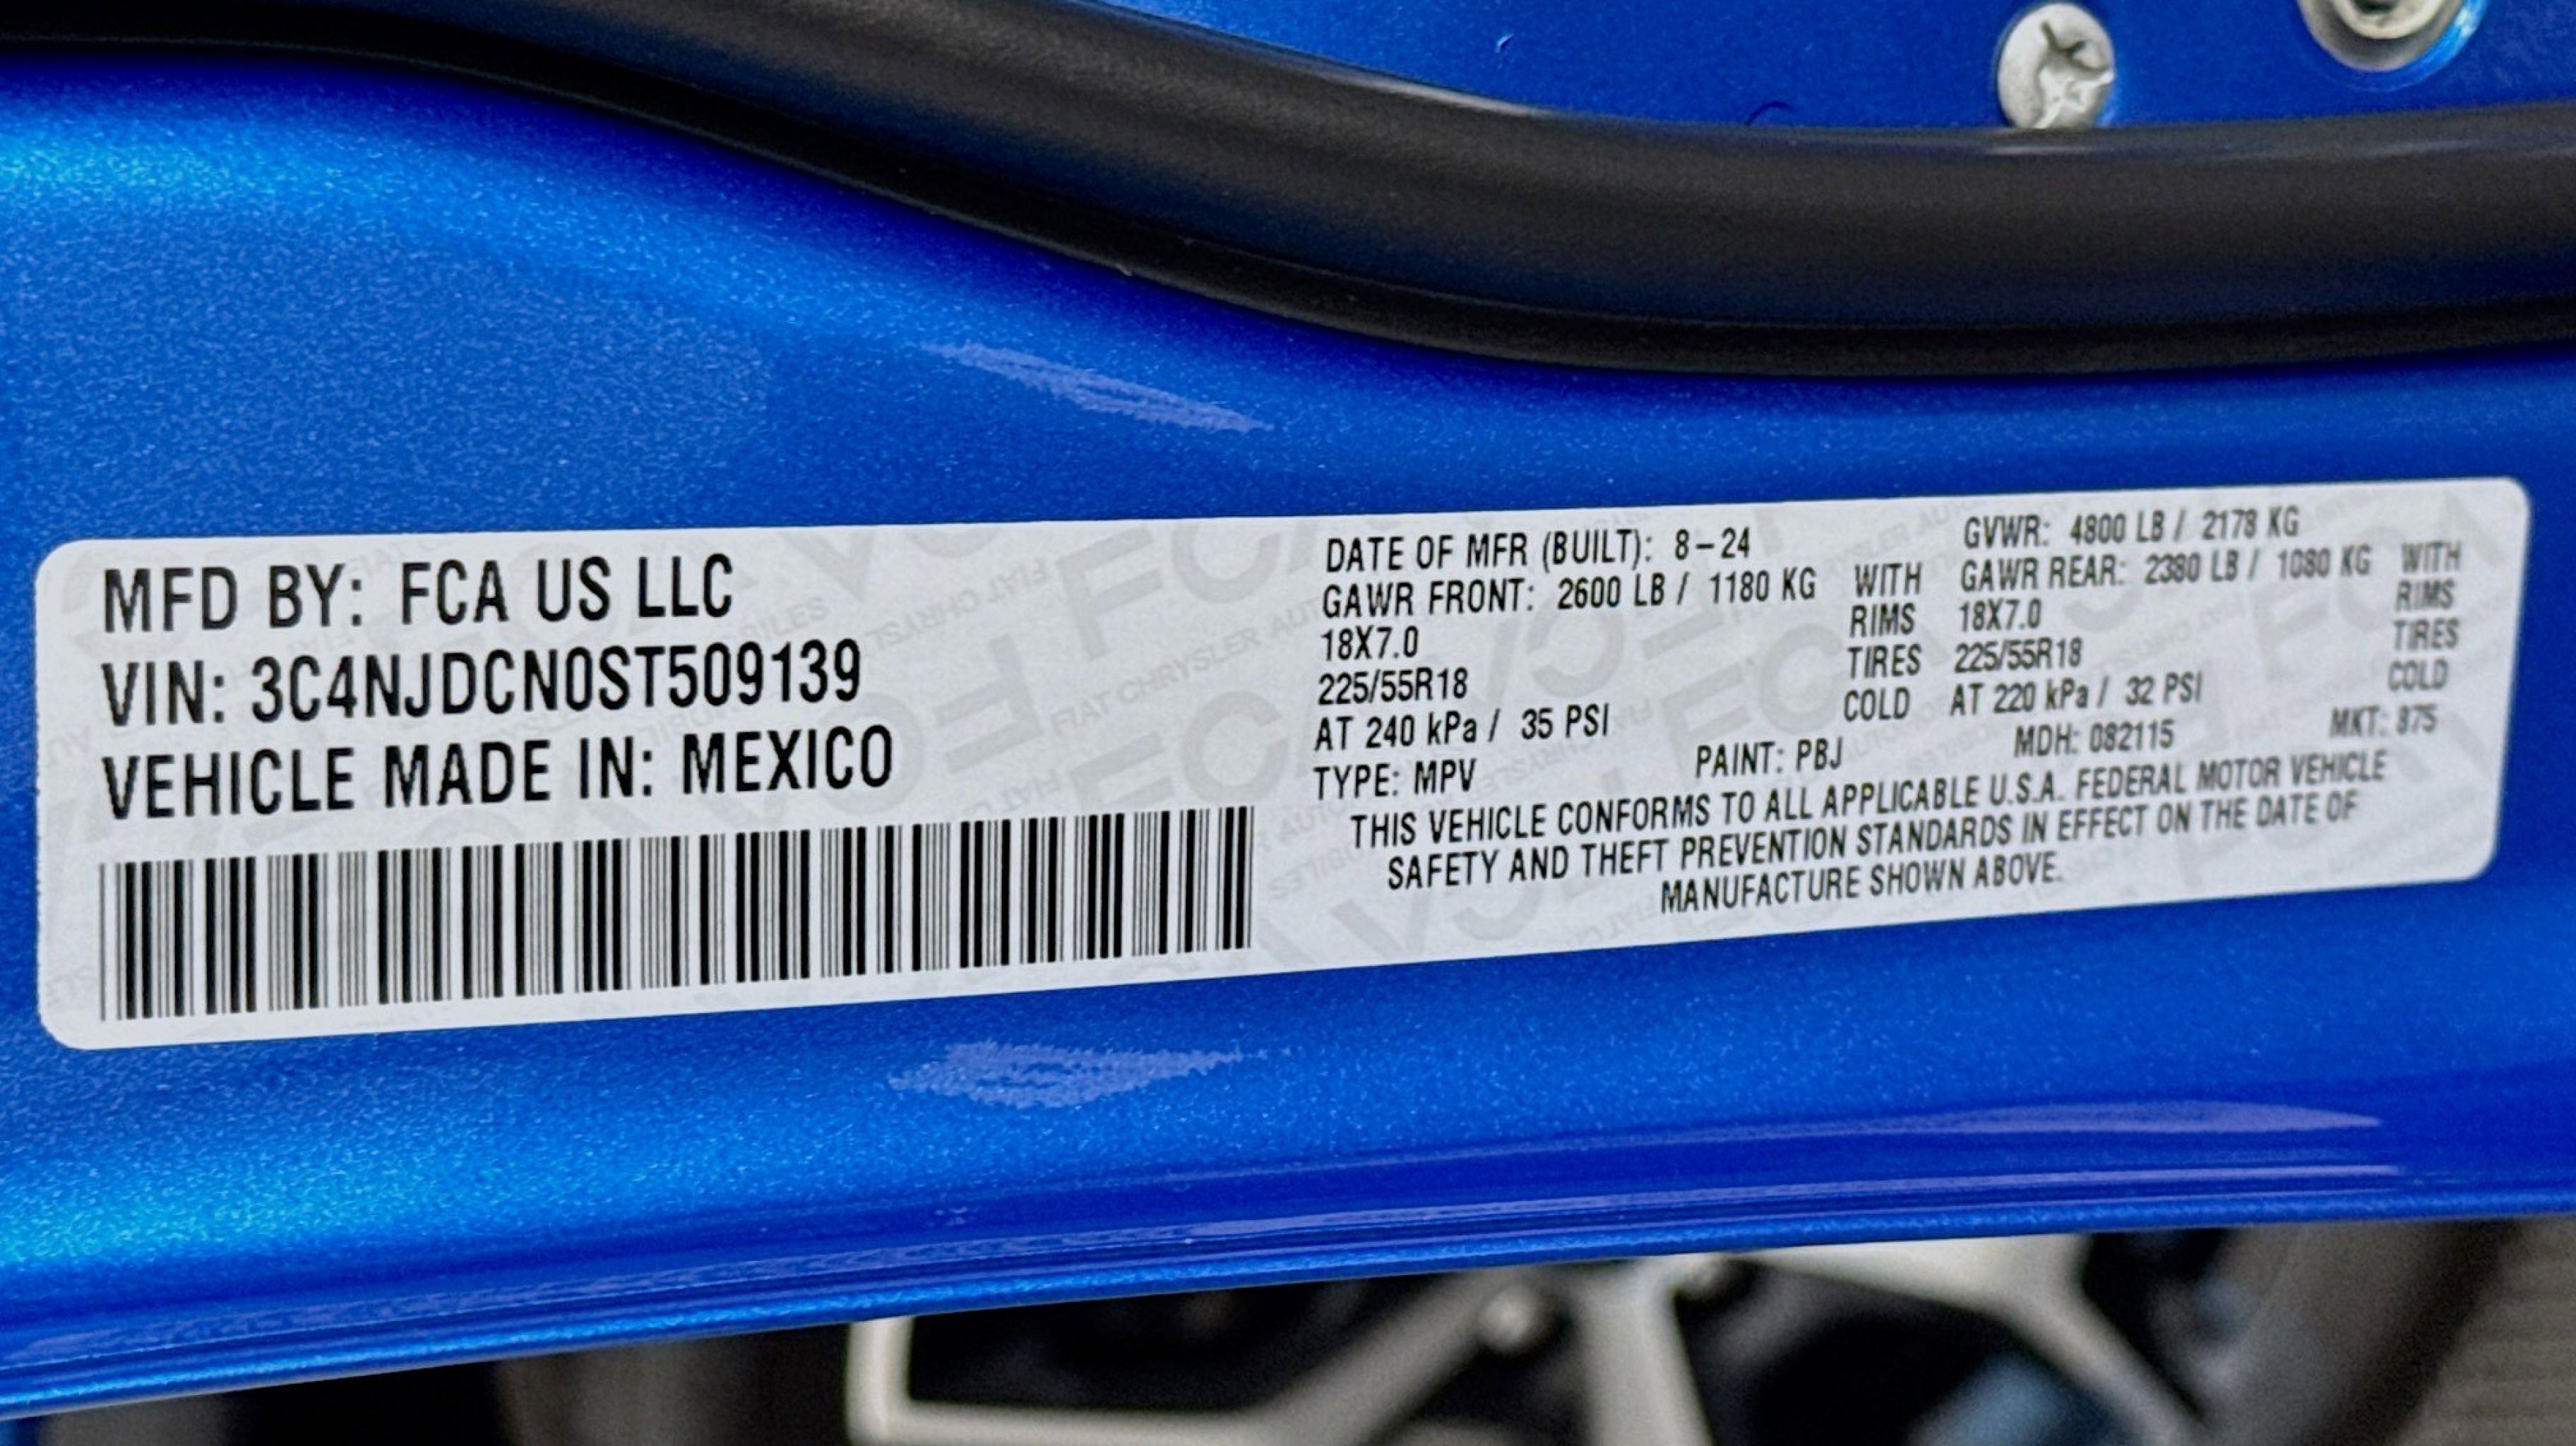 MFD BY: FCA US LLC
VIN: 3C4NJDCN0ST509139
VEHICLE MADE IN: MEXICO
DATE OF MFR (BUILT): 8-24 GVWR: 4800 LB / 2178 KG
GAWR FRONT: 2600 LB / 1180 KG WITH GAWR REAR: 2380 LB / 1080 KG WITH
18X7.0 RIMS 18X7.0 RIMS
225/55R18 TIRES 225/55R18 TIRES
AT 240 kPa / 35 PSI COLD AT 220 kPa / 32 PSI COLD
TYPE: MPV PAINT: PBJ MDH: 082115 MKT: 875
THIS VEHICLE CONFORMS TO ALL APPLICABLE U.S.A. FEDERAL MOTOR VEHICLE
SAFETY AND THEFT PREVENTION STANDARDS IN EFFECT ON THE DATE OF
MANUFACTURE SHOWN ABOVE.